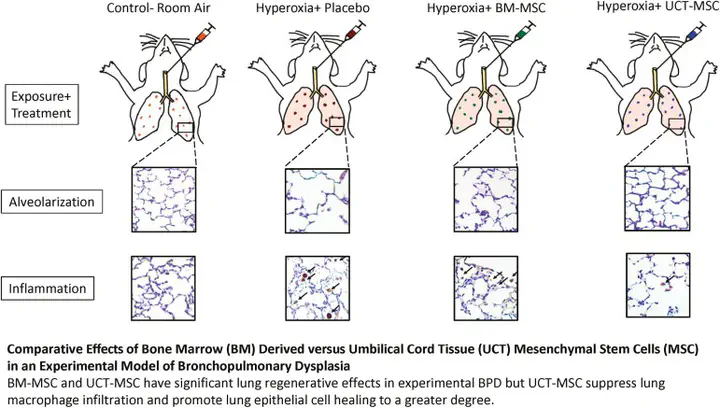 Control- Room Air
Hyperoxia+ Placebo
Hyperoxia+ BM-MSC
Hyperoxia+ UCT-MSC
Exposure+
Treatment
Alveolarization
Inflammation
Comparative Effects of Bone Marrow (BM) Derived versus Umbilical Cord Tissue (UCT) Mesenchymal Stem Cells (MSC)
in an Experimental Model of Bronchopulmonary Dysplasia
BM-MSC and UCT-MSC have significant lung regenerative effects in experimental BPD but UCT-MSC suppress lung
macrophage infiltration and promote lung epithelial cell healing to a greater degree.